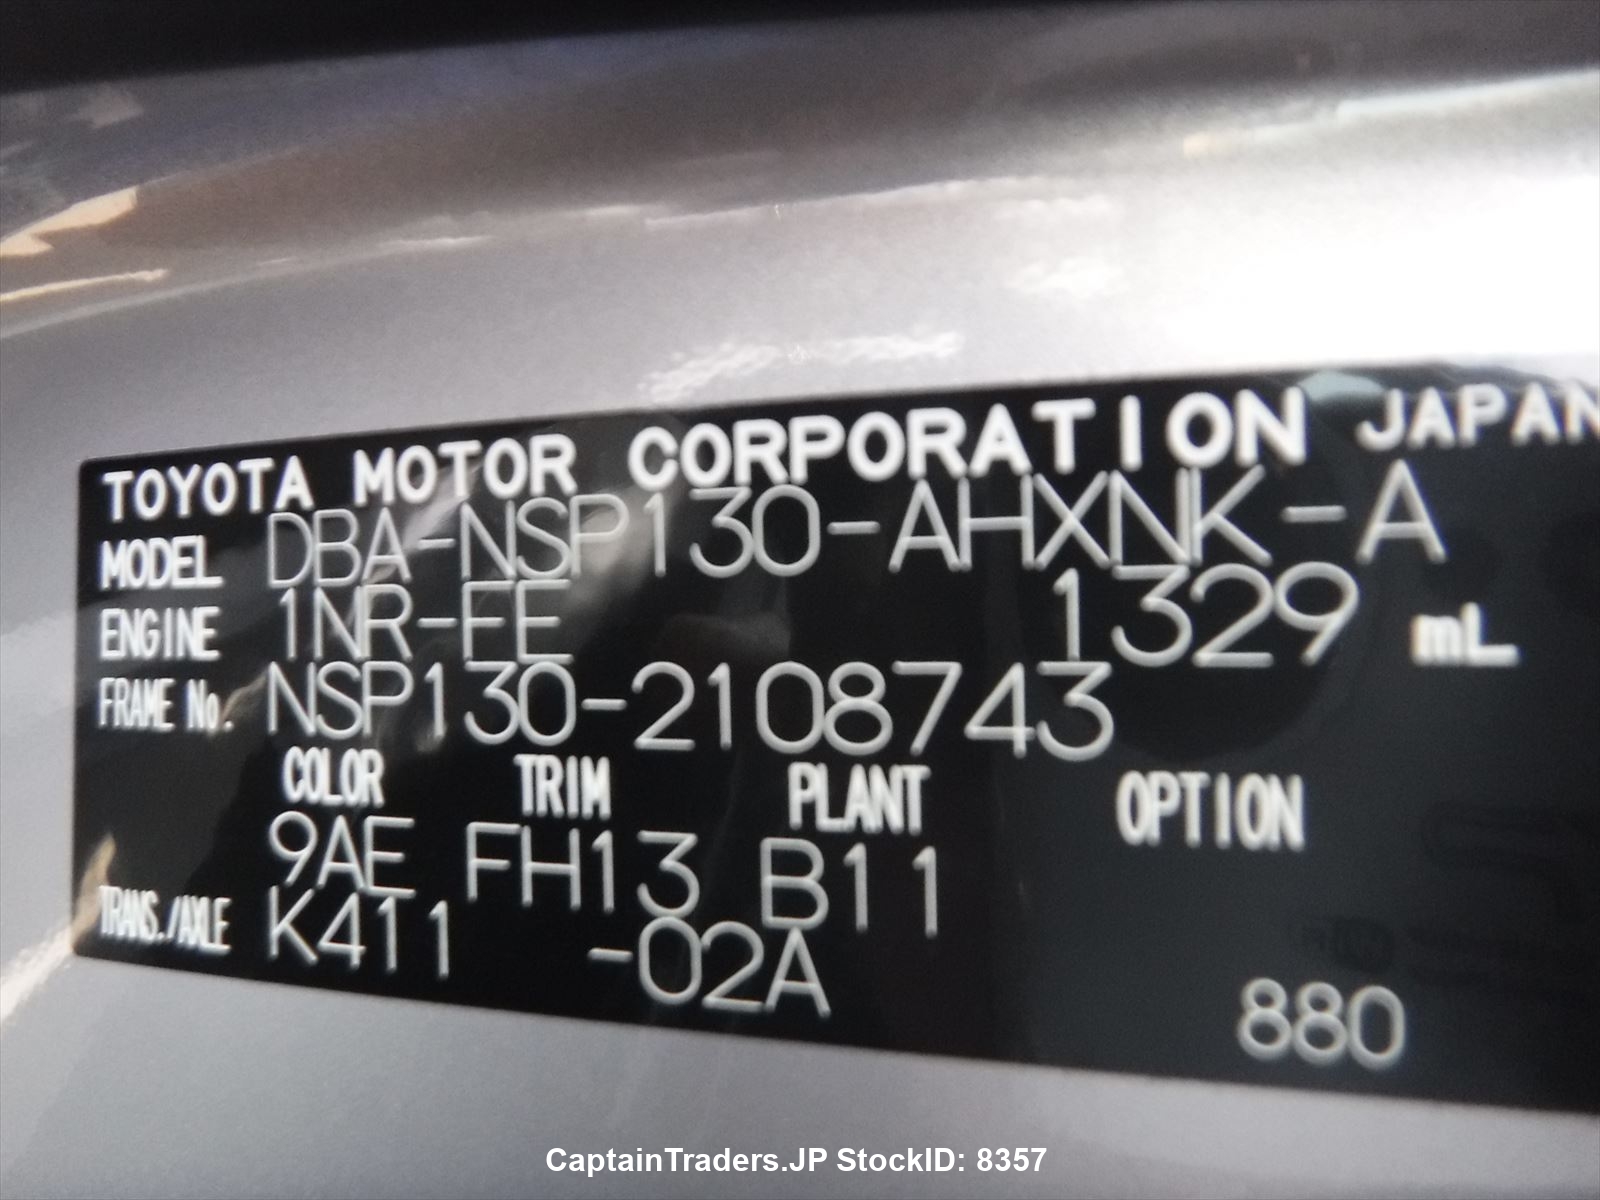 TOYOTA MOTOR CORPORATION JAPAN
MODEL DBA-NSP130-AHXNK-A
ENGINE 1NR-FE 1329 mL
FRAME No. NSP130-2108743
COLOR TRIM PLANT OPTION
9AE FH13 B11
TRANS./AXLE K411 -02A
880
CaptainTraders.JP StockID: 8357